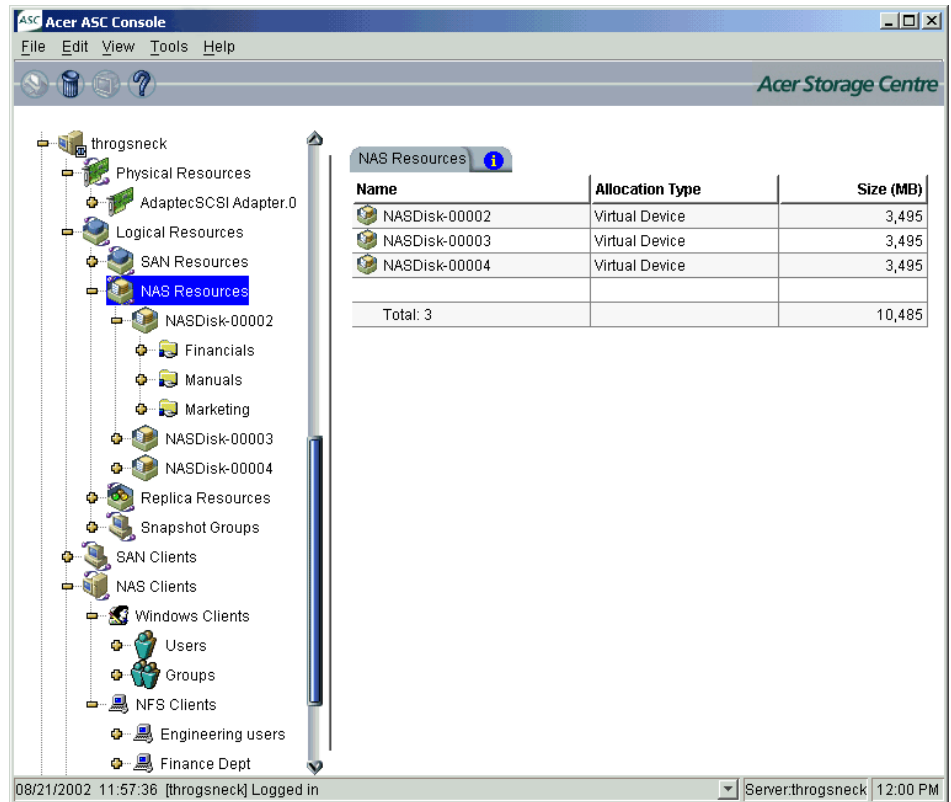 ASC Acer ASC Console
File Edit View Tools Help
Acer Storage Centre
throgsneck
Physical Resources
AdaptecSCSI Adapter.0
Logical Resources
SAN Resources
NAS Resources
NASDisk-00002
Financials
Manuals
Marketing
NASDisk-00003
NASDisk-00004
Replica Resources
Snapshot Groups
SAN Clients
NAS Clients
Windows Clients
Users
Groups
NFS Clients
Engineering users
Finance Dept
NAS Resources i
Name Allocation Type Size (MB)
NASDisk-00002 Virtual Device 3,495
NASDisk-00003 Virtual Device 3,495
NASDisk-00004 Virtual Device 3,495
Total: 3 10,485
08/21/2002 11:57:36 [throgsneck] Logged in Server:throgsneck 12:00 PM